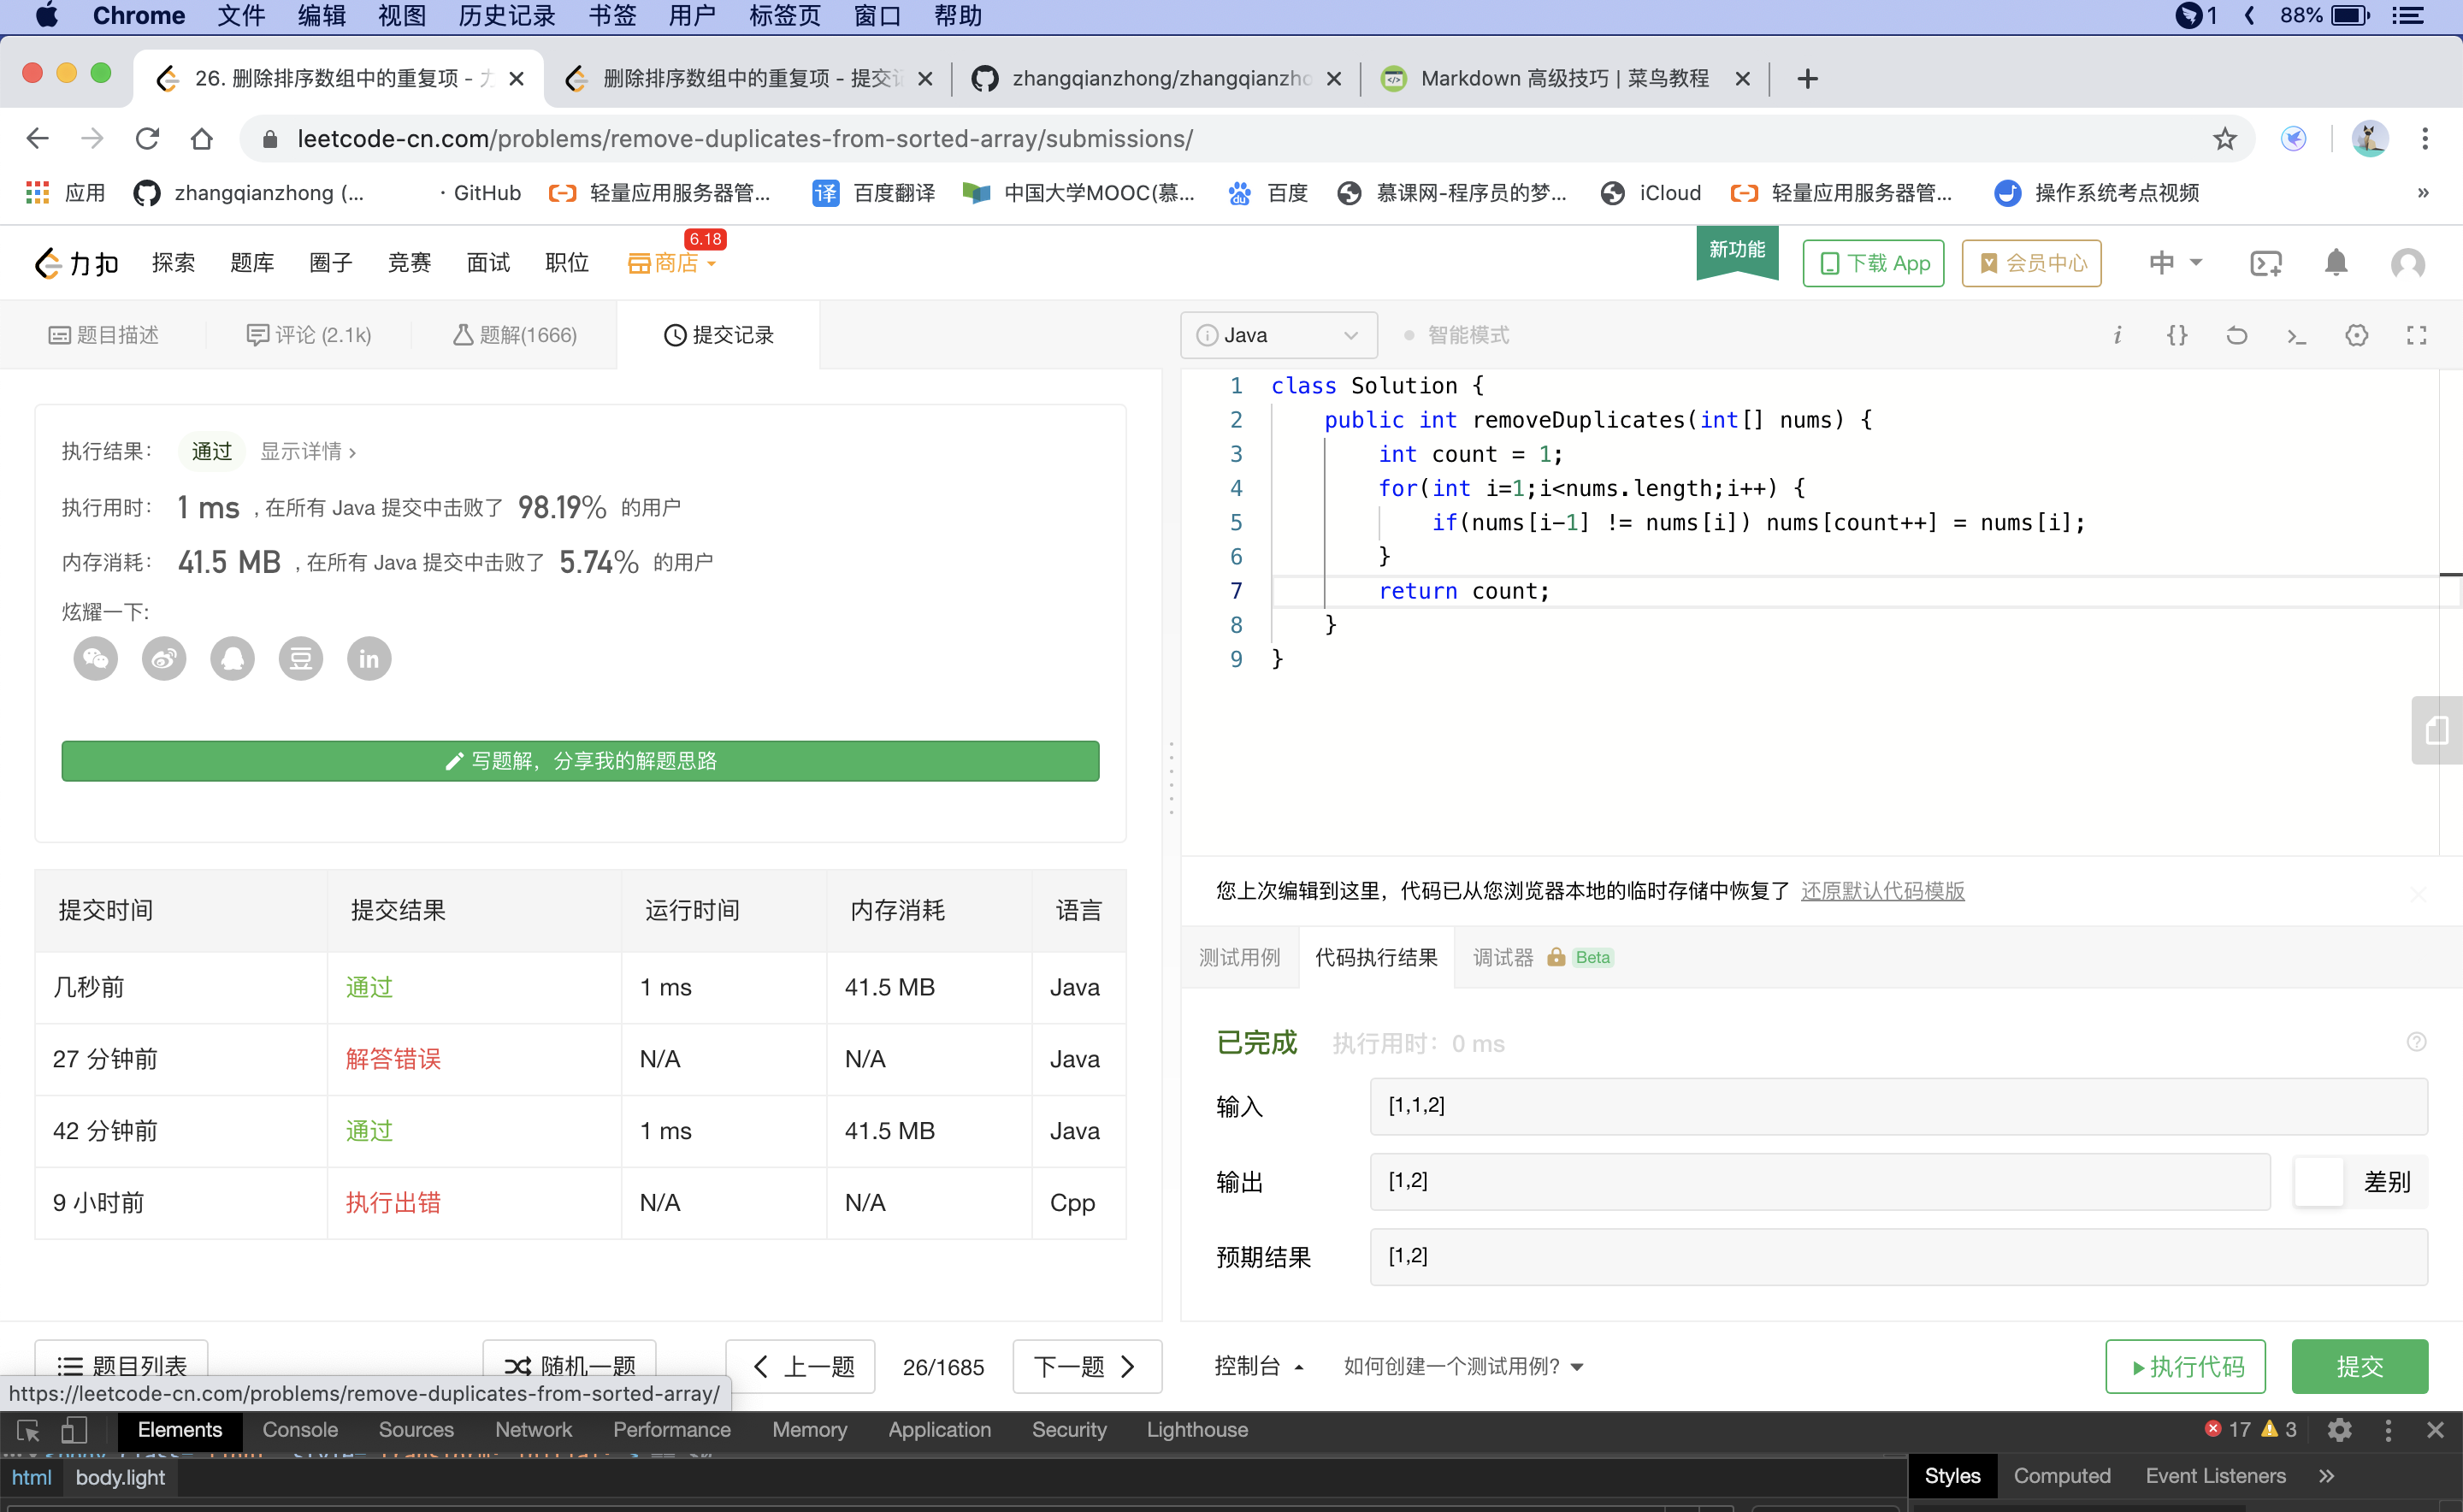 Chrome 文件 编辑 视图 历史记录 书签 用户 标签页 窗口 帮助 1 88%
26. 删除排序数组中的重复项 - 力
删除排序数组中的重复项 - 提交记
zhangqianzhong/zhangqianzho
Markdown 高级技巧 | 菜鸟教程
leetcode-cn.com/problems/remove-duplicates-from-sorted-array/submissions/
应用 zhangqianzhong (... · GitHub 轻量应用服务器管... 译 百度翻译 中国大学MOOC(慕... 百度 慕课网-程序员的梦... iCloud 轻量应用服务器管... 操作系统考点视频 »
力扣 探索 题库 圈子 竞赛 面试 职位 商店 6.18 新功能 下载 App 会员中心 中
题目描述 评论 (2.1k) 题解(1666) 提交记录
执行结果： 通过 显示详情 ›
执行用时： 1 ms , 在所有 Java 提交中击败了 98.19% 的用户
内存消耗： 41.5 MB , 在所有 Java 提交中击败了 5.74% 的用户
炫耀一下:
豆 in
写题解，分享我的解题思路
提交时间 提交结果 运行时间 内存消耗 语言
几秒前 通过 1 ms 41.5 MB Java
27 分钟前 解答错误 N/A N/A Java
42 分钟前 通过 1 ms 41.5 MB Java
9 小时前 执行出错 N/A N/A Cpp
题目列表 随机一题 上一题 26/1685 下一题
https://leetcode-cn.com/problems/remove-duplicates-from-sorted-array/
Java 智能模式 i {}
1 class Solution {
2 public int removeDuplicates(int[] nums) {
3 int count = 1;
4 for(int i=1;i<nums.length;i++) {
5 if(nums[i-1] != nums[i]) nums[count++] = nums[i];
6 }
7 return count;
8 }
9 }
您上次编辑到这里，代码已从您浏览器本地的临时存储中恢复了 还原默认代码模版
测试用例 代码执行结果 调试器 Beta
已完成 执行用时：0 ms
输入 [1,1,2]
输出 [1,2] 差别
预期结果 [1,2]
控制台 如何创建一个测试用例? 执行代码 提交
Elements Console Sources Network Performance Memory Application Security Lighthouse 17 3
html body.light
Styles Computed Event Listeners »